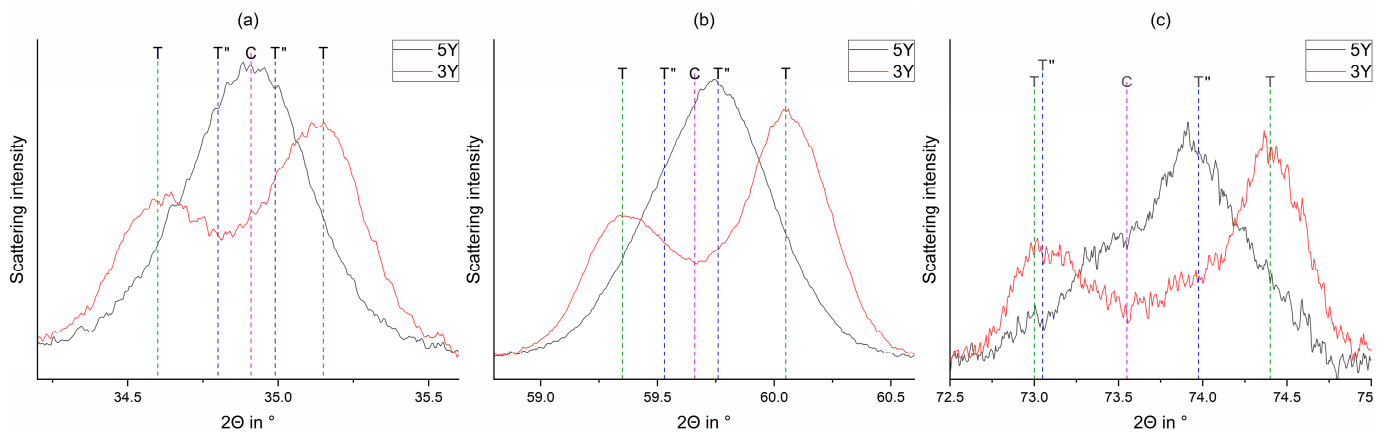 (a)
T T" C T" T
5Y
3Y
Scattering intensity
34.5 35.0 35.5
2Θ in °
(b)
T T" C T" T
5Y
3Y
Scattering intensity
59.0 59.5 60.0 60.5
2Θ in °
(c)
T T" C T" T
5Y
3Y
Scattering intensity
72.5 73.0 73.5 74.0 74.5 75
2Θ in °